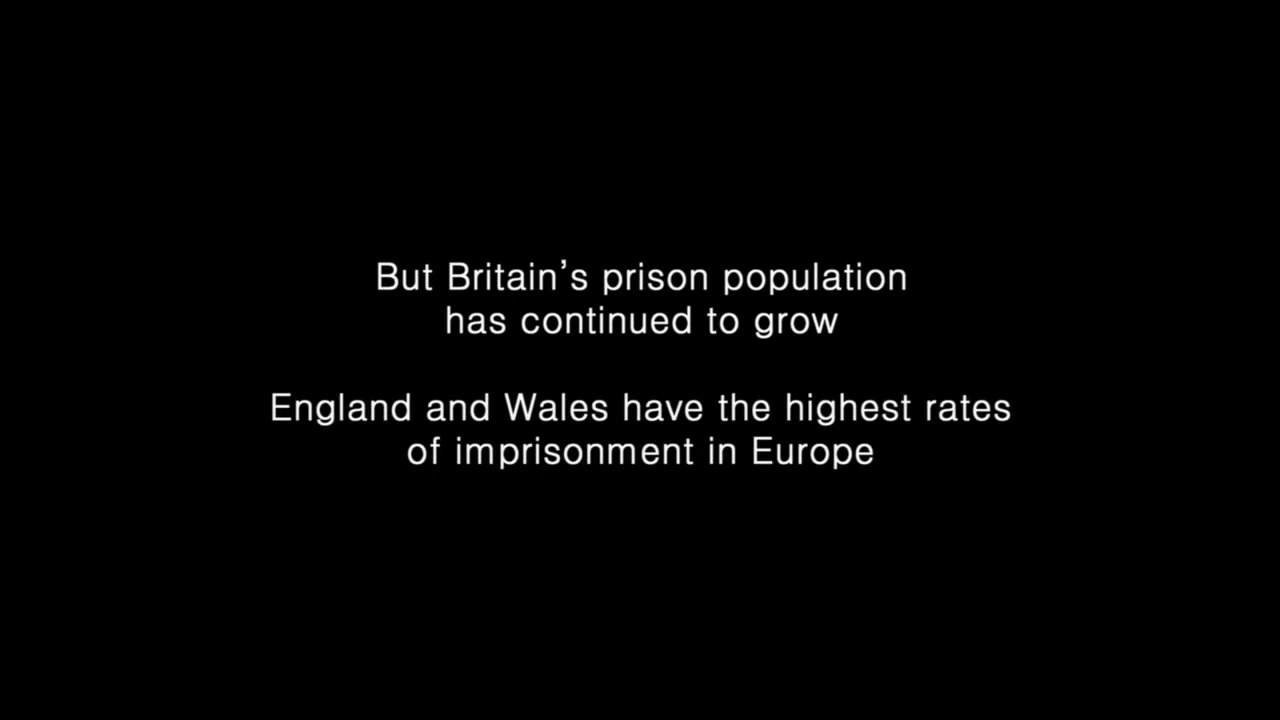 But Britain’s prison population
has continued to grow
England and Wales have the highest rates
of imprisonment in Europe